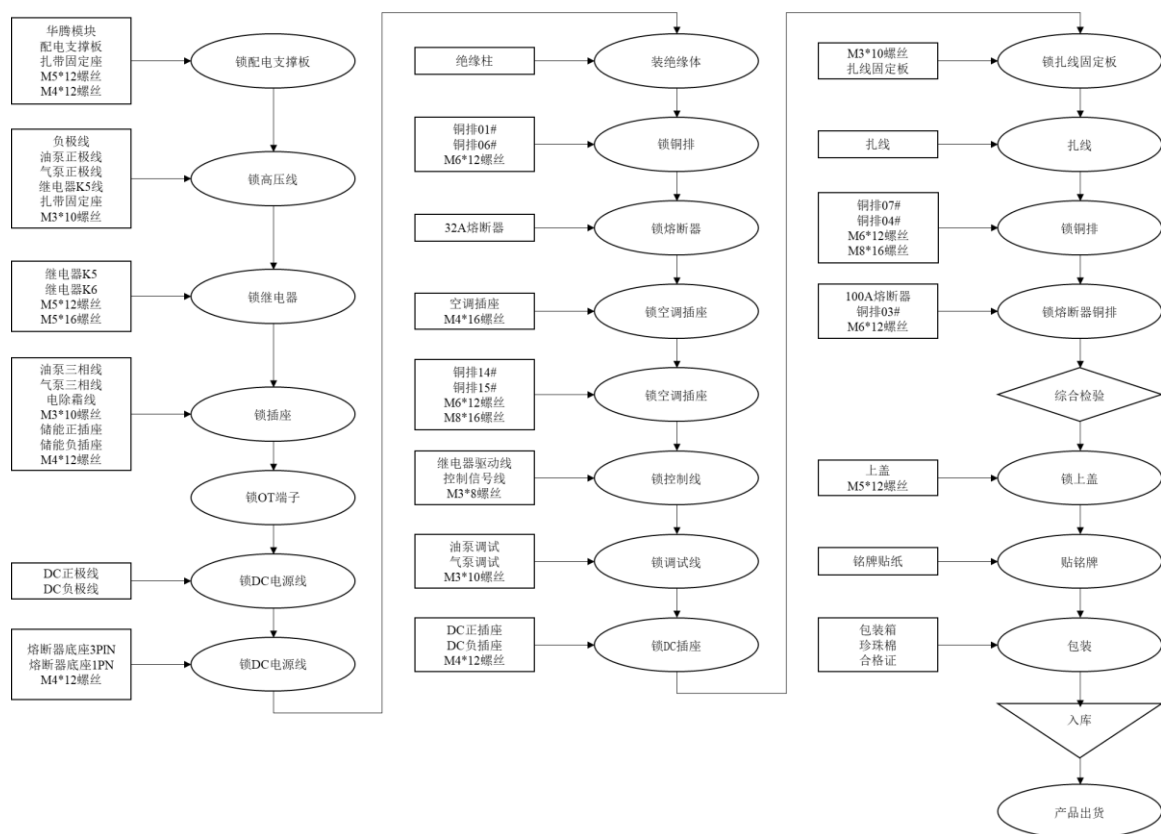 华腾模块
配电支撑板
扎带固定座
M5*12螺丝
M4*12螺丝
锁配电支撑板
负极线
油泵正极线
气泵正极线
继电器K5线
扎带固定座
M3*10螺丝
锁高压线
继电器K5
继电器K6
M5*12螺丝
M5*16螺丝
锁继电器
油泵三相线
气泵三相线
电除霜线
M3*10螺丝
储能正插座
储能负插座
M4*12螺丝
锁插座
锁OT端子
DC正极线
DC负极线
锁DC电源线
熔断器底座3PIN
熔断器底座1PN
M4*12螺丝
锁DC电源线
绝缘柱
装绝缘体
铜排01#
铜排06#
M6*12螺丝
锁铜排
32A熔断器
锁熔断器
空调插座
M4*16螺丝
锁空调插座
铜排14#
铜排15#
M6*12螺丝
M8*16螺丝
锁空调插座
继电器驱动线
控制信号线
M3*8螺丝
锁控制线
油泵调试
气泵调试
M3*10螺丝
锁调试线
DC正插座
DC负插座
M4*12螺丝
锁DC插座
M3*10螺丝
扎线固定板
锁扎线固定板
扎线
扎线
铜排07#
铜排04#
M6*12螺丝
M8*16螺丝
锁铜排
100A熔断器
铜排03#
M6*12螺丝
锁熔断器铜排
综合检验
上盖
M5*12螺丝
锁上盖
铭牌贴纸
贴铭牌
包装箱
珍珠棉
合格证
包装
入库
产品出货